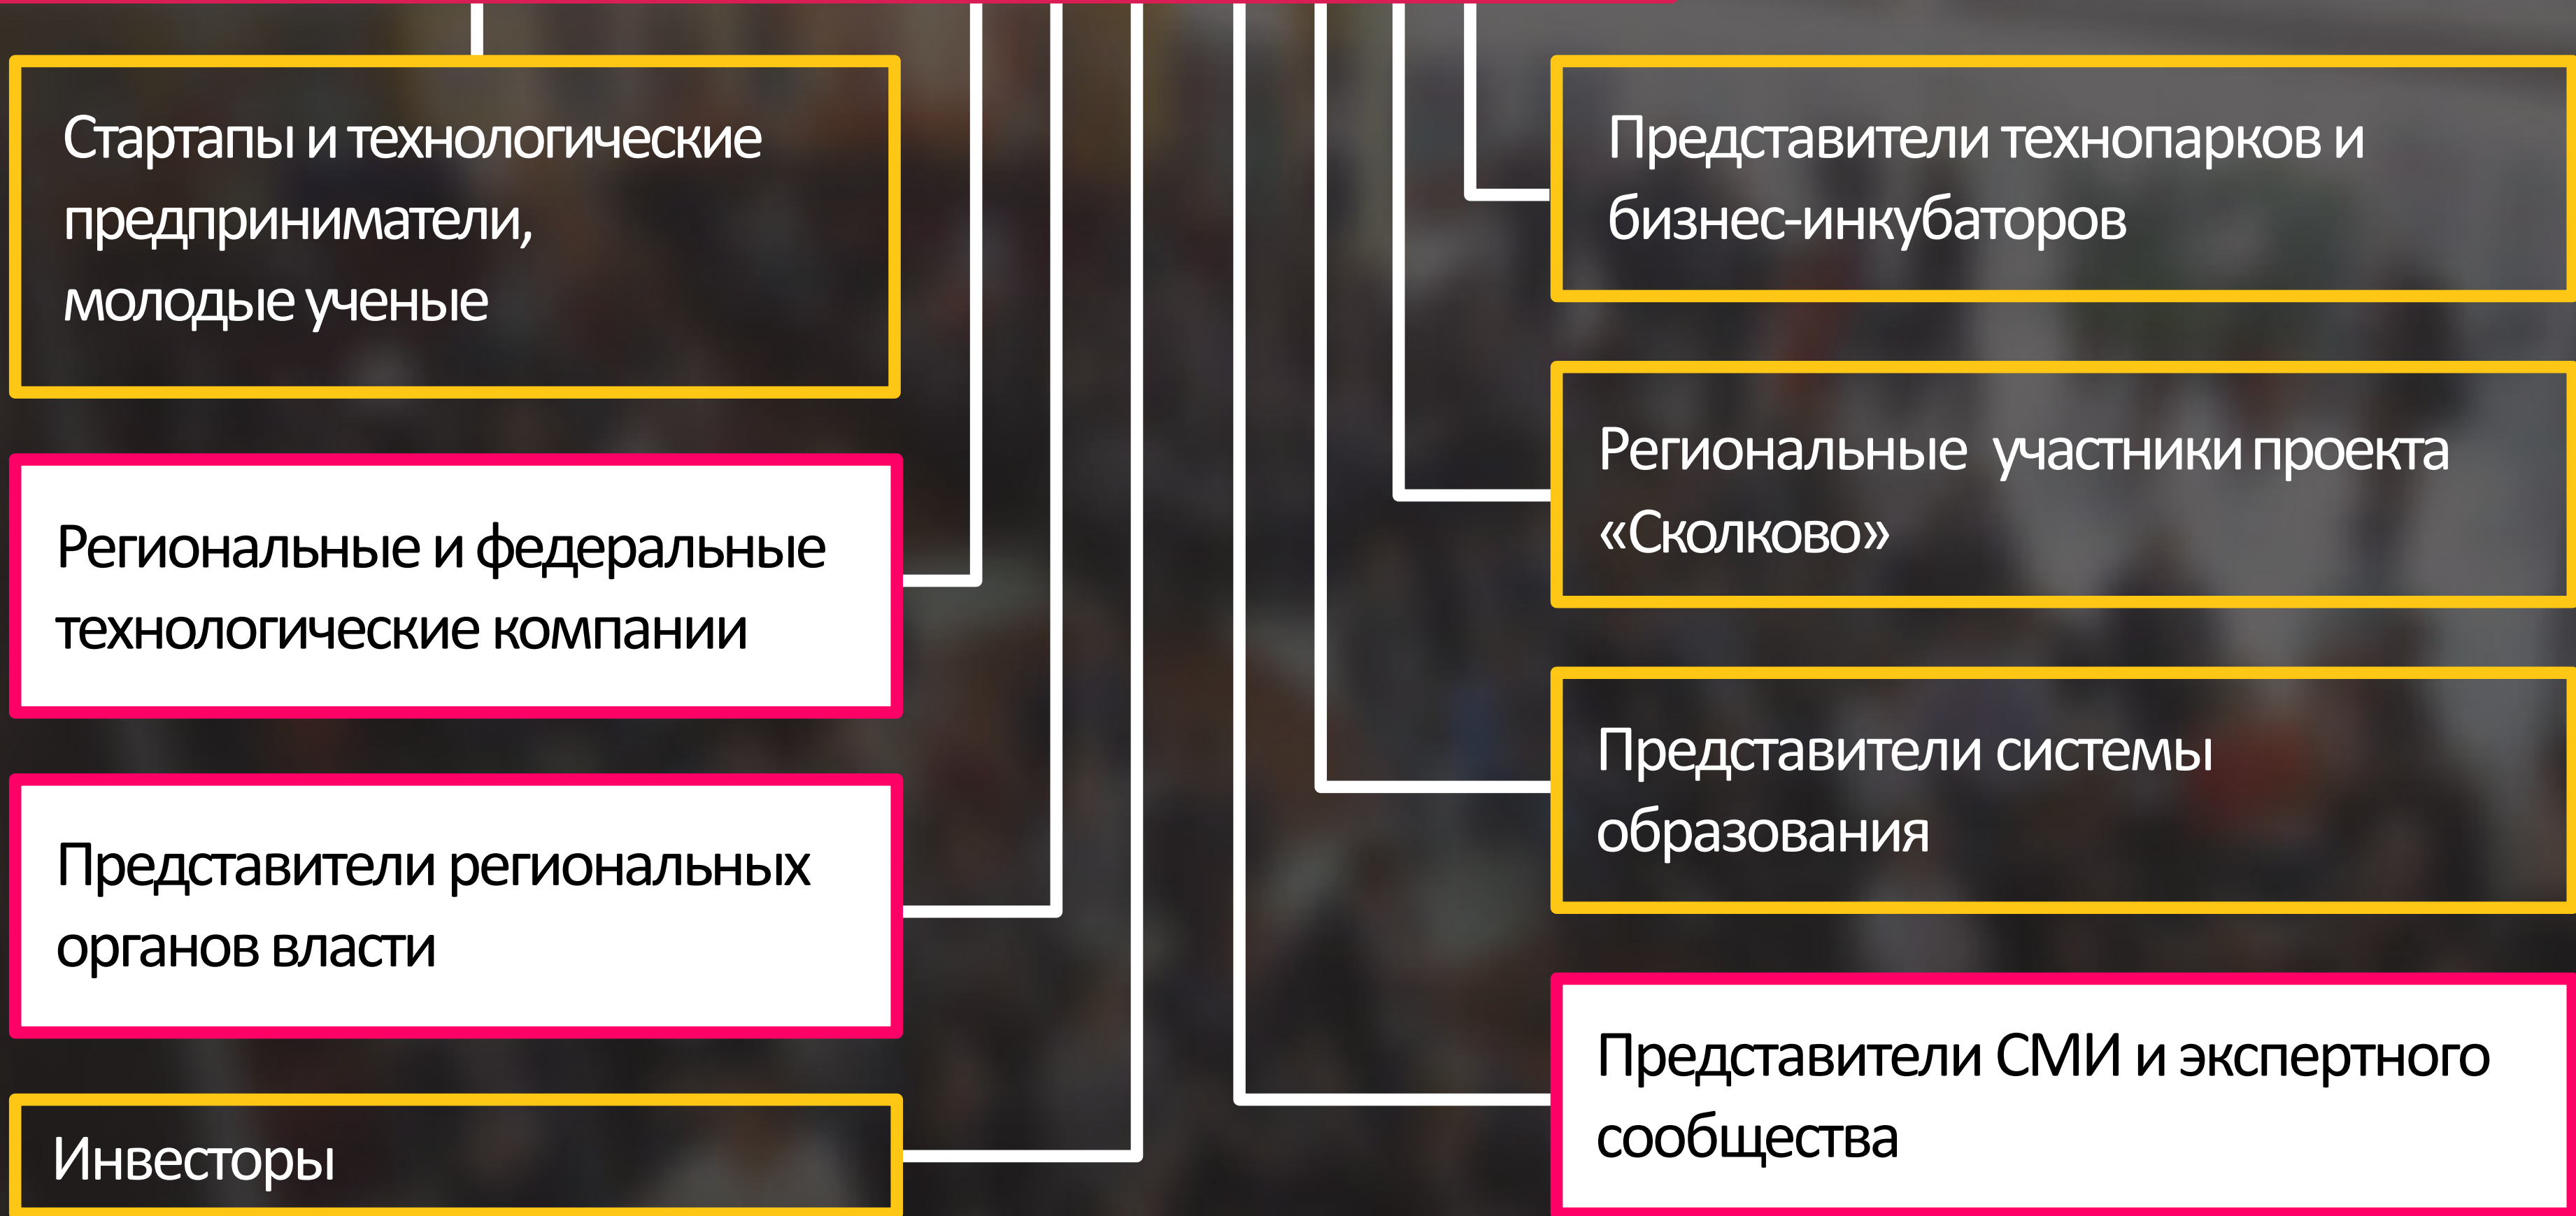 Стартапы и технологические
предприниматели,
молодые ученые
Региональные и федеральные
технологические компании
Представители региональных
органов власти
Инвесторы
Представители технопарков и
бизнес-инкубаторов
Региональные участники проекта
«Сколково»
Представители системы
образования
Представители СМИ и экспертного
сообщества